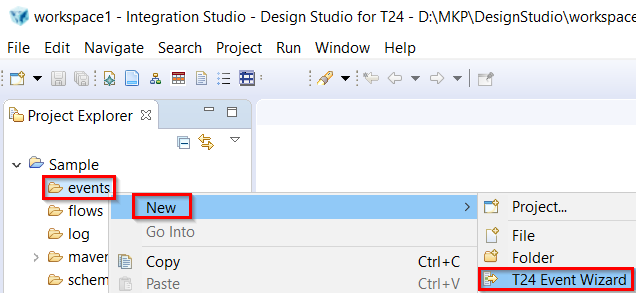 workspace1 - Integration Studio - Design Studio for T24 - D:\MKP\DesignStudio\workspace
File Edit Navigate Search Project Run Window Help
Project Explorer
Sample
events
flows
log
maven
schem
New
Go Into
Copy Ctrl+C
Paste Ctrl+V
Project...
File
Folder
T24 Event Wizard